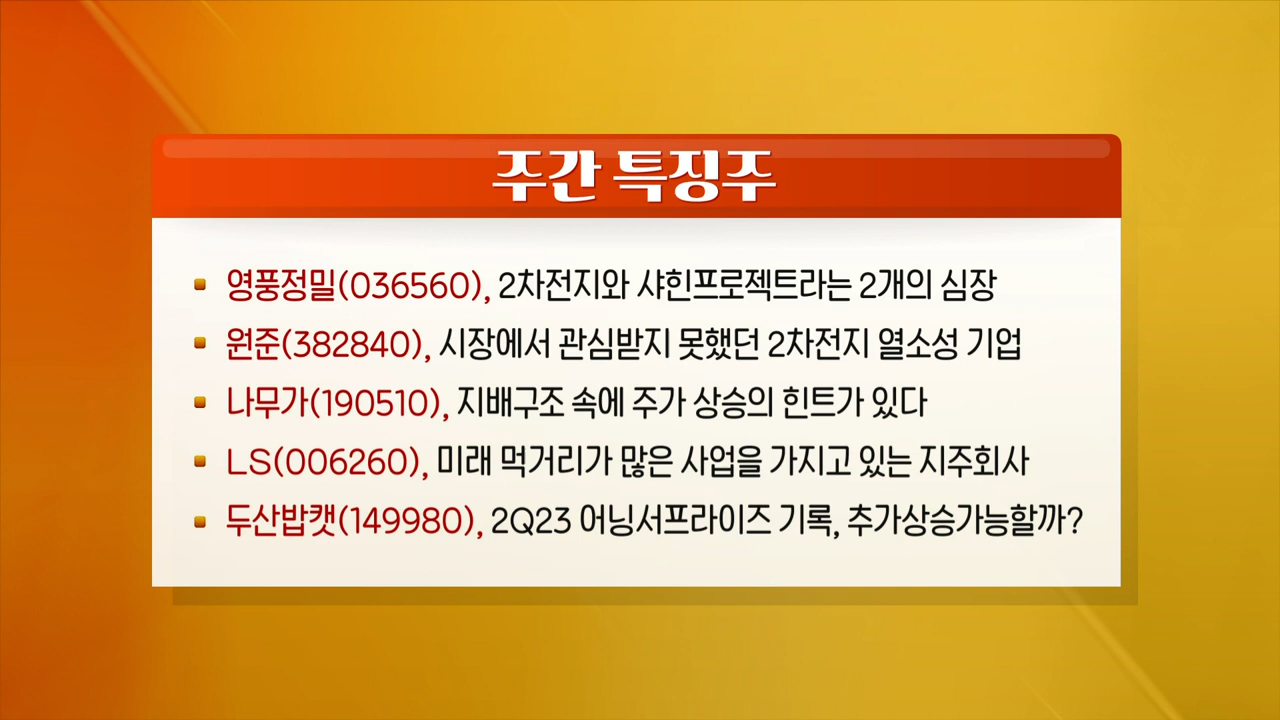 주간 특징주
영풍정밀(036560), 2차전지와 샤힌프로젝트라는 2개의 심장
원준(382840), 시장에서 관심받지 못했던 2차전지 열소성 기업
나무가(190510), 지배구조 속에 주가 상승의 힌트가 있다
LS(006260), 미래 먹거리가 많은 사업을 가지고 있는 지주회사
두산밥캣(149980), 2Q23 어닝서프라이즈 기록, 추가상승가능할까?